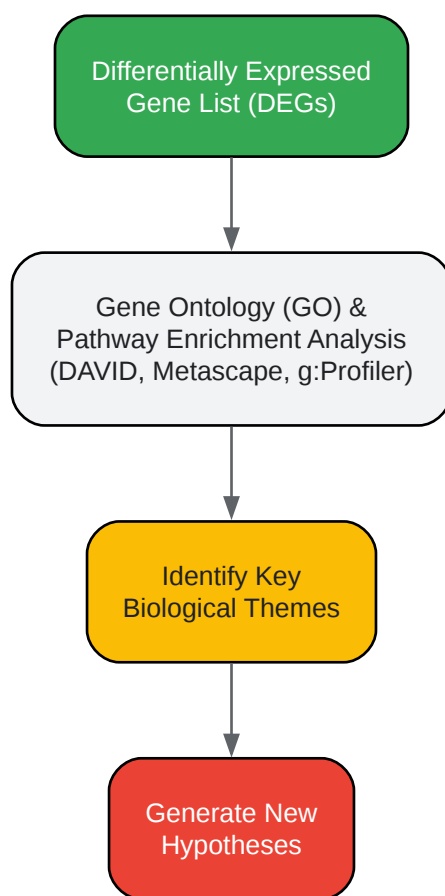 Differentially Expressed
Gene List (DEGs)
Gene Ontology (GO) &
Pathway Enrichment Analysis
(DAVID, Metascape, g:Profiler)
Identify Key
Biological Themes
Generate New
Hypotheses